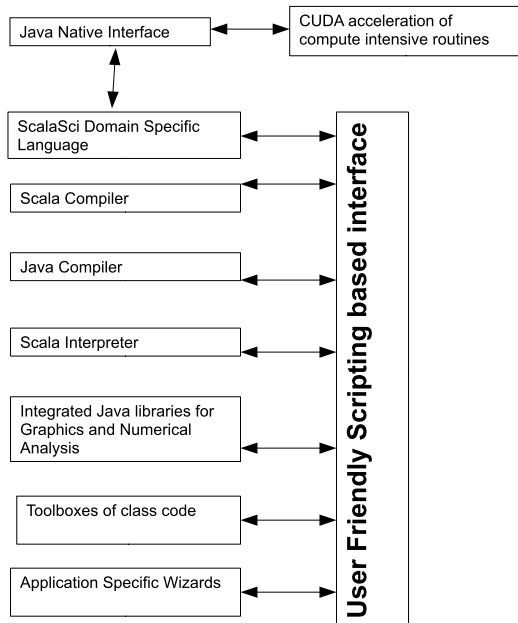 Java Native Interface
CUDA acceleration of
compute intensive routines
ScalaSci Domain Specific
Language
Scala Compiler
Java Compiler
Scala Interpreter
Integrated Java libraries for
Graphics and Numerical
Analysis
Toolboxes of class code
Application Specific Wizards
User Friendly Scripting based interface